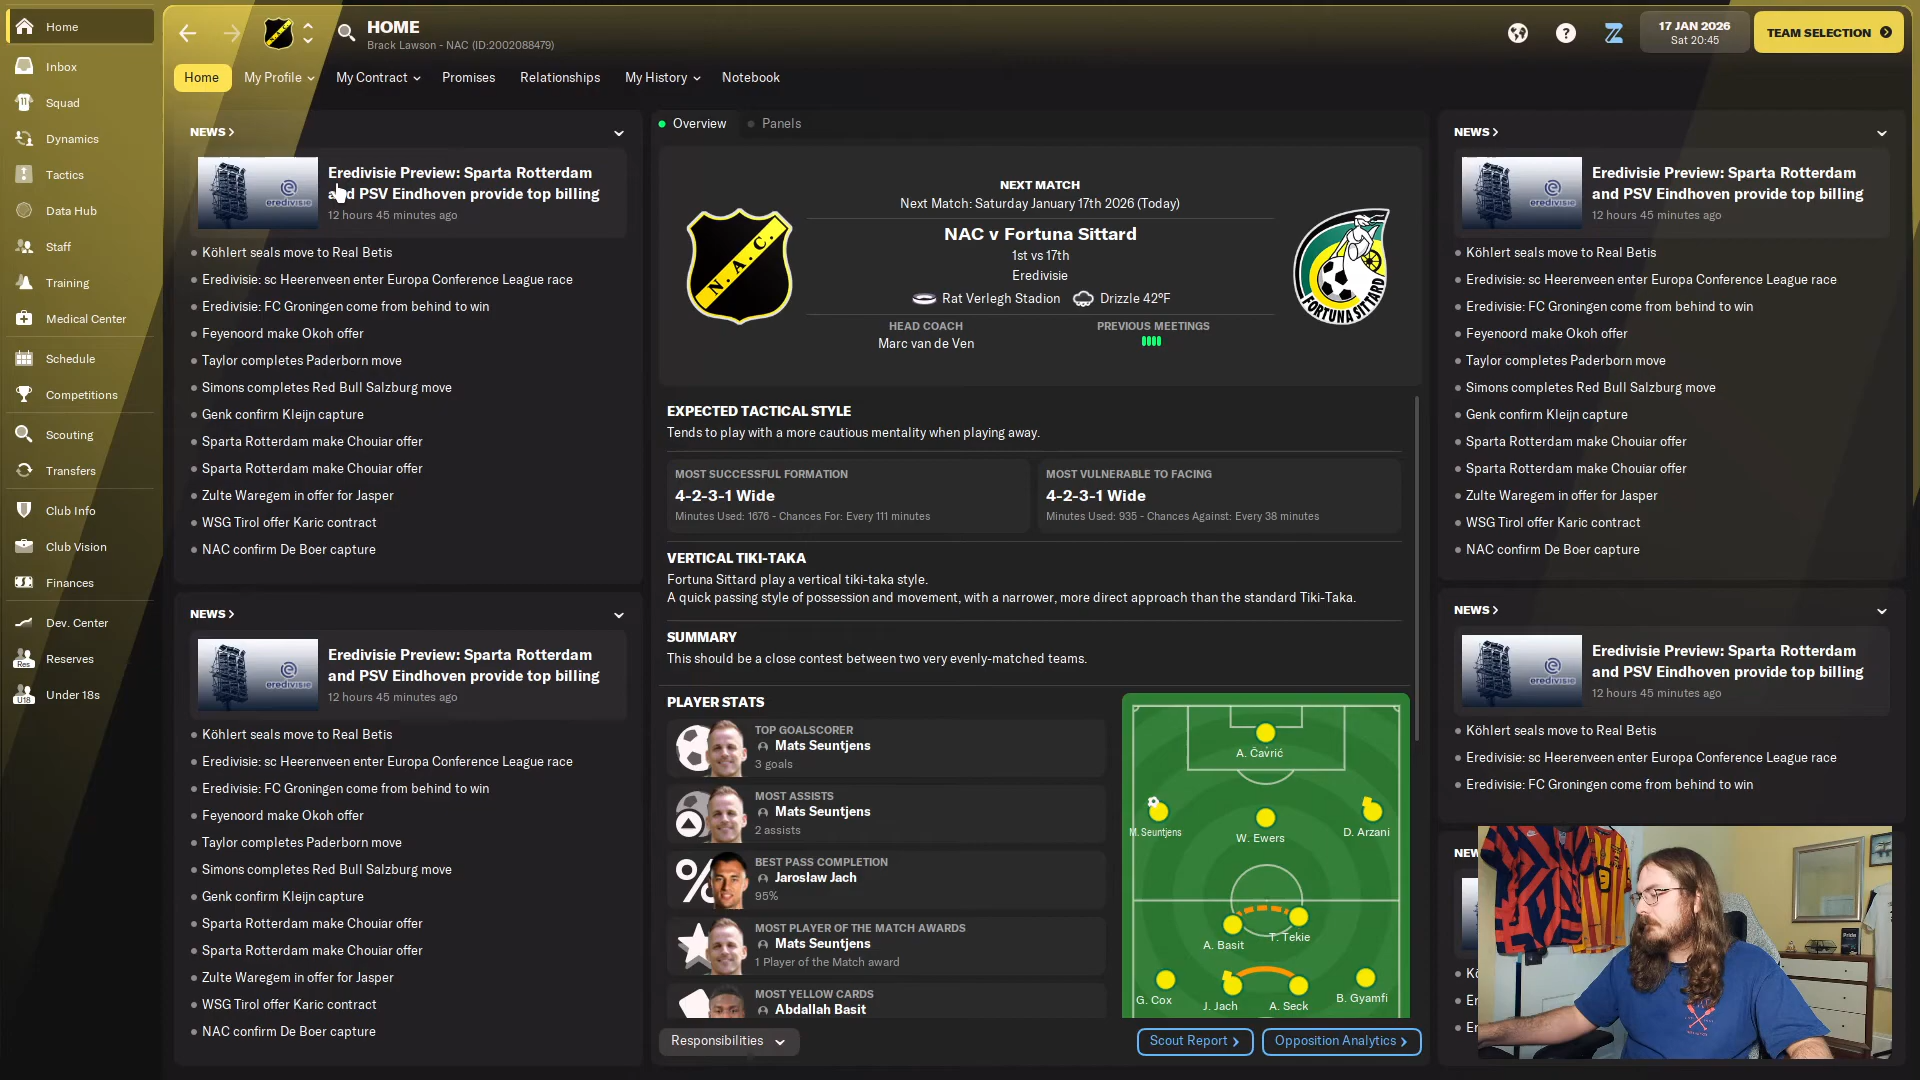 Home
Inbox
Squad
Dynamics
Tactics
Data Hub
Staff
Training
Medical Center
Schedule
Competitions
Scouting
Transfers
Club Info
Club Vision
Finances
Dev. Center
Reserves
Under 18s
HOME
Brack Lawson - NAC (ID:2002088479)
17 JAN 2026
Sat 20:45
TEAM SELECTION
Home
My Profile
My Contract
Promises
Relationships
My History
Notebook
NEWS >
Eredivisie Preview: Sparta Rotterdam
and PSV Eindhoven provide top billing
12 hours 45 minutes ago
Köhlert seals move to Real Betis
Eredivisie: sc Heerenveen enter Europa Conference League race
Eredivisie: FC Groningen come from behind to win
Feyenoord make Okoh offer
Taylor completes Paderborn move
Simons completes Red Bull Salzburg move
Genk confirm Kleijn capture
Sparta Rotterdam make Chouiar offer
Sparta Rotterdam make Chouiar offer
Zulte Waregem in offer for Jasper
WSG Tirol offer Karic contract
NAC confirm De Boer capture
NEWS >
Eredivisie Preview: Sparta Rotterdam
and PSV Eindhoven provide top billing
12 hours 45 minutes ago
Köhlert seals move to Real Betis
Eredivisie: sc Heerenveen enter Europa Conference League race
Eredivisie: FC Groningen come from behind to win
Feyenoord make Okoh offer
Taylor completes Paderborn move
Simons completes Red Bull Salzburg move
Genk confirm Kleijn capture
Sparta Rotterdam make Chouiar offer
Sparta Rotterdam make Chouiar offer
Zulte Waregem in offer for Jasper
WSG Tirol offer Karic contract
NAC confirm De Boer capture
Overview
Panels
N.A.C.
NEXT MATCH
Next Match: Saturday January 17th 2026 (Today)
NAC v Fortuna Sittard
1st vs 17th
Eredivisie
Rat Verlegh Stadion
Drizzle 42°F
HEAD COACH
Marc van de Ven
PREVIOUS MEETINGS
FORTUNA SITTARD
EXPECTED TACTICAL STYLE
Tends to play with a more cautious mentality when playing away.
MOST SUCCESSFUL FORMATION
4-2-3-1 Wide
Minutes Used: 1676 - Chances For: Every 111 minutes
MOST VULNERABLE TO FACING
4-2-3-1 Wide
Minutes Used: 935 - Chances Against: Every 38 minutes
VERTICAL TIKI-TAKA
Fortuna Sittard play a vertical tiki-taka style.
A quick passing style of possession and movement, with a narrower, more direct approach than the standard Tiki-Taka.
SUMMARY
This should be a close contest between two very evenly-matched teams.
PLAYER STATS
TOP GOALSCORER
Mats Seuntjens
3 goals
MOST ASSISTS
Mats Seuntjens
2 assists
BEST PASS COMPLETION
Jaroslaw Jach
95%
MOST PLAYER OF THE MATCH AWARDS
Mats Seuntjens
1 Player of the Match award
MOST YELLOW CARDS
Abdallah Basit
A. Čavrić
M. Seuntjens
W. Ewers
D. Arzani
A. Basit
T. Tekie
G. Cox
J. Jach
A. Seck
B. Gyamfi
Responsibilities
Scout Report >
Opposition Analytics >
NEWS >
Eredivisie Preview: Sparta Rotterdam
and PSV Eindhoven provide top billing
12 hours 45 minutes ago
Köhlert seals move to Real Betis
Eredivisie: sc Heerenveen enter Europa Conference League race
Eredivisie: FC Groningen come from behind to win
Feyenoord make Okoh offer
Taylor completes Paderborn move
Simons completes Red Bull Salzburg move
Genk confirm Kleijn capture
Sparta Rotterdam make Chouiar offer
Sparta Rotterdam make Chouiar offer
Zulte Waregem in offer for Jasper
WSG Tirol offer Karic contract
NAC confirm De Boer capture
NEWS >
Eredivisie Preview: Sparta Rotterdam
and PSV Eindhoven provide top billing
12 hours 45 minutes ago
Köhlert seals move to Real Betis
Eredivisie: sc Heerenveen enter Europa Conference League race
Eredivisie: FC Groningen come from behind to win